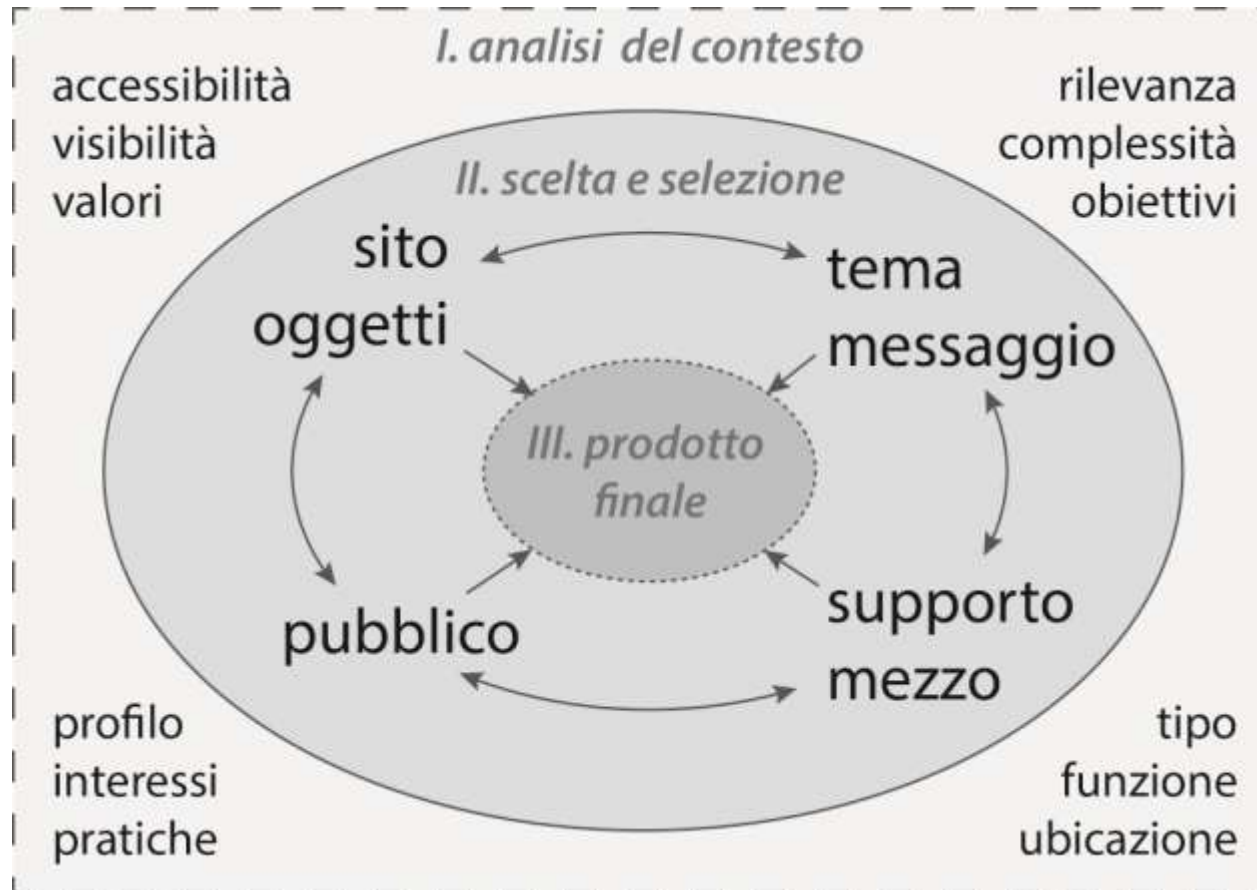 I. analisi del contesto
accessibilità
visibilità
valori
rilevanza
complessità
obiettivi
II. scelta e selezione
sito
oggetti
tema
messaggio
III. prodotto
finale
pubblico
supporto
mezzo
profilo
interessi
pratiche
tipo
funzione
ubicazione